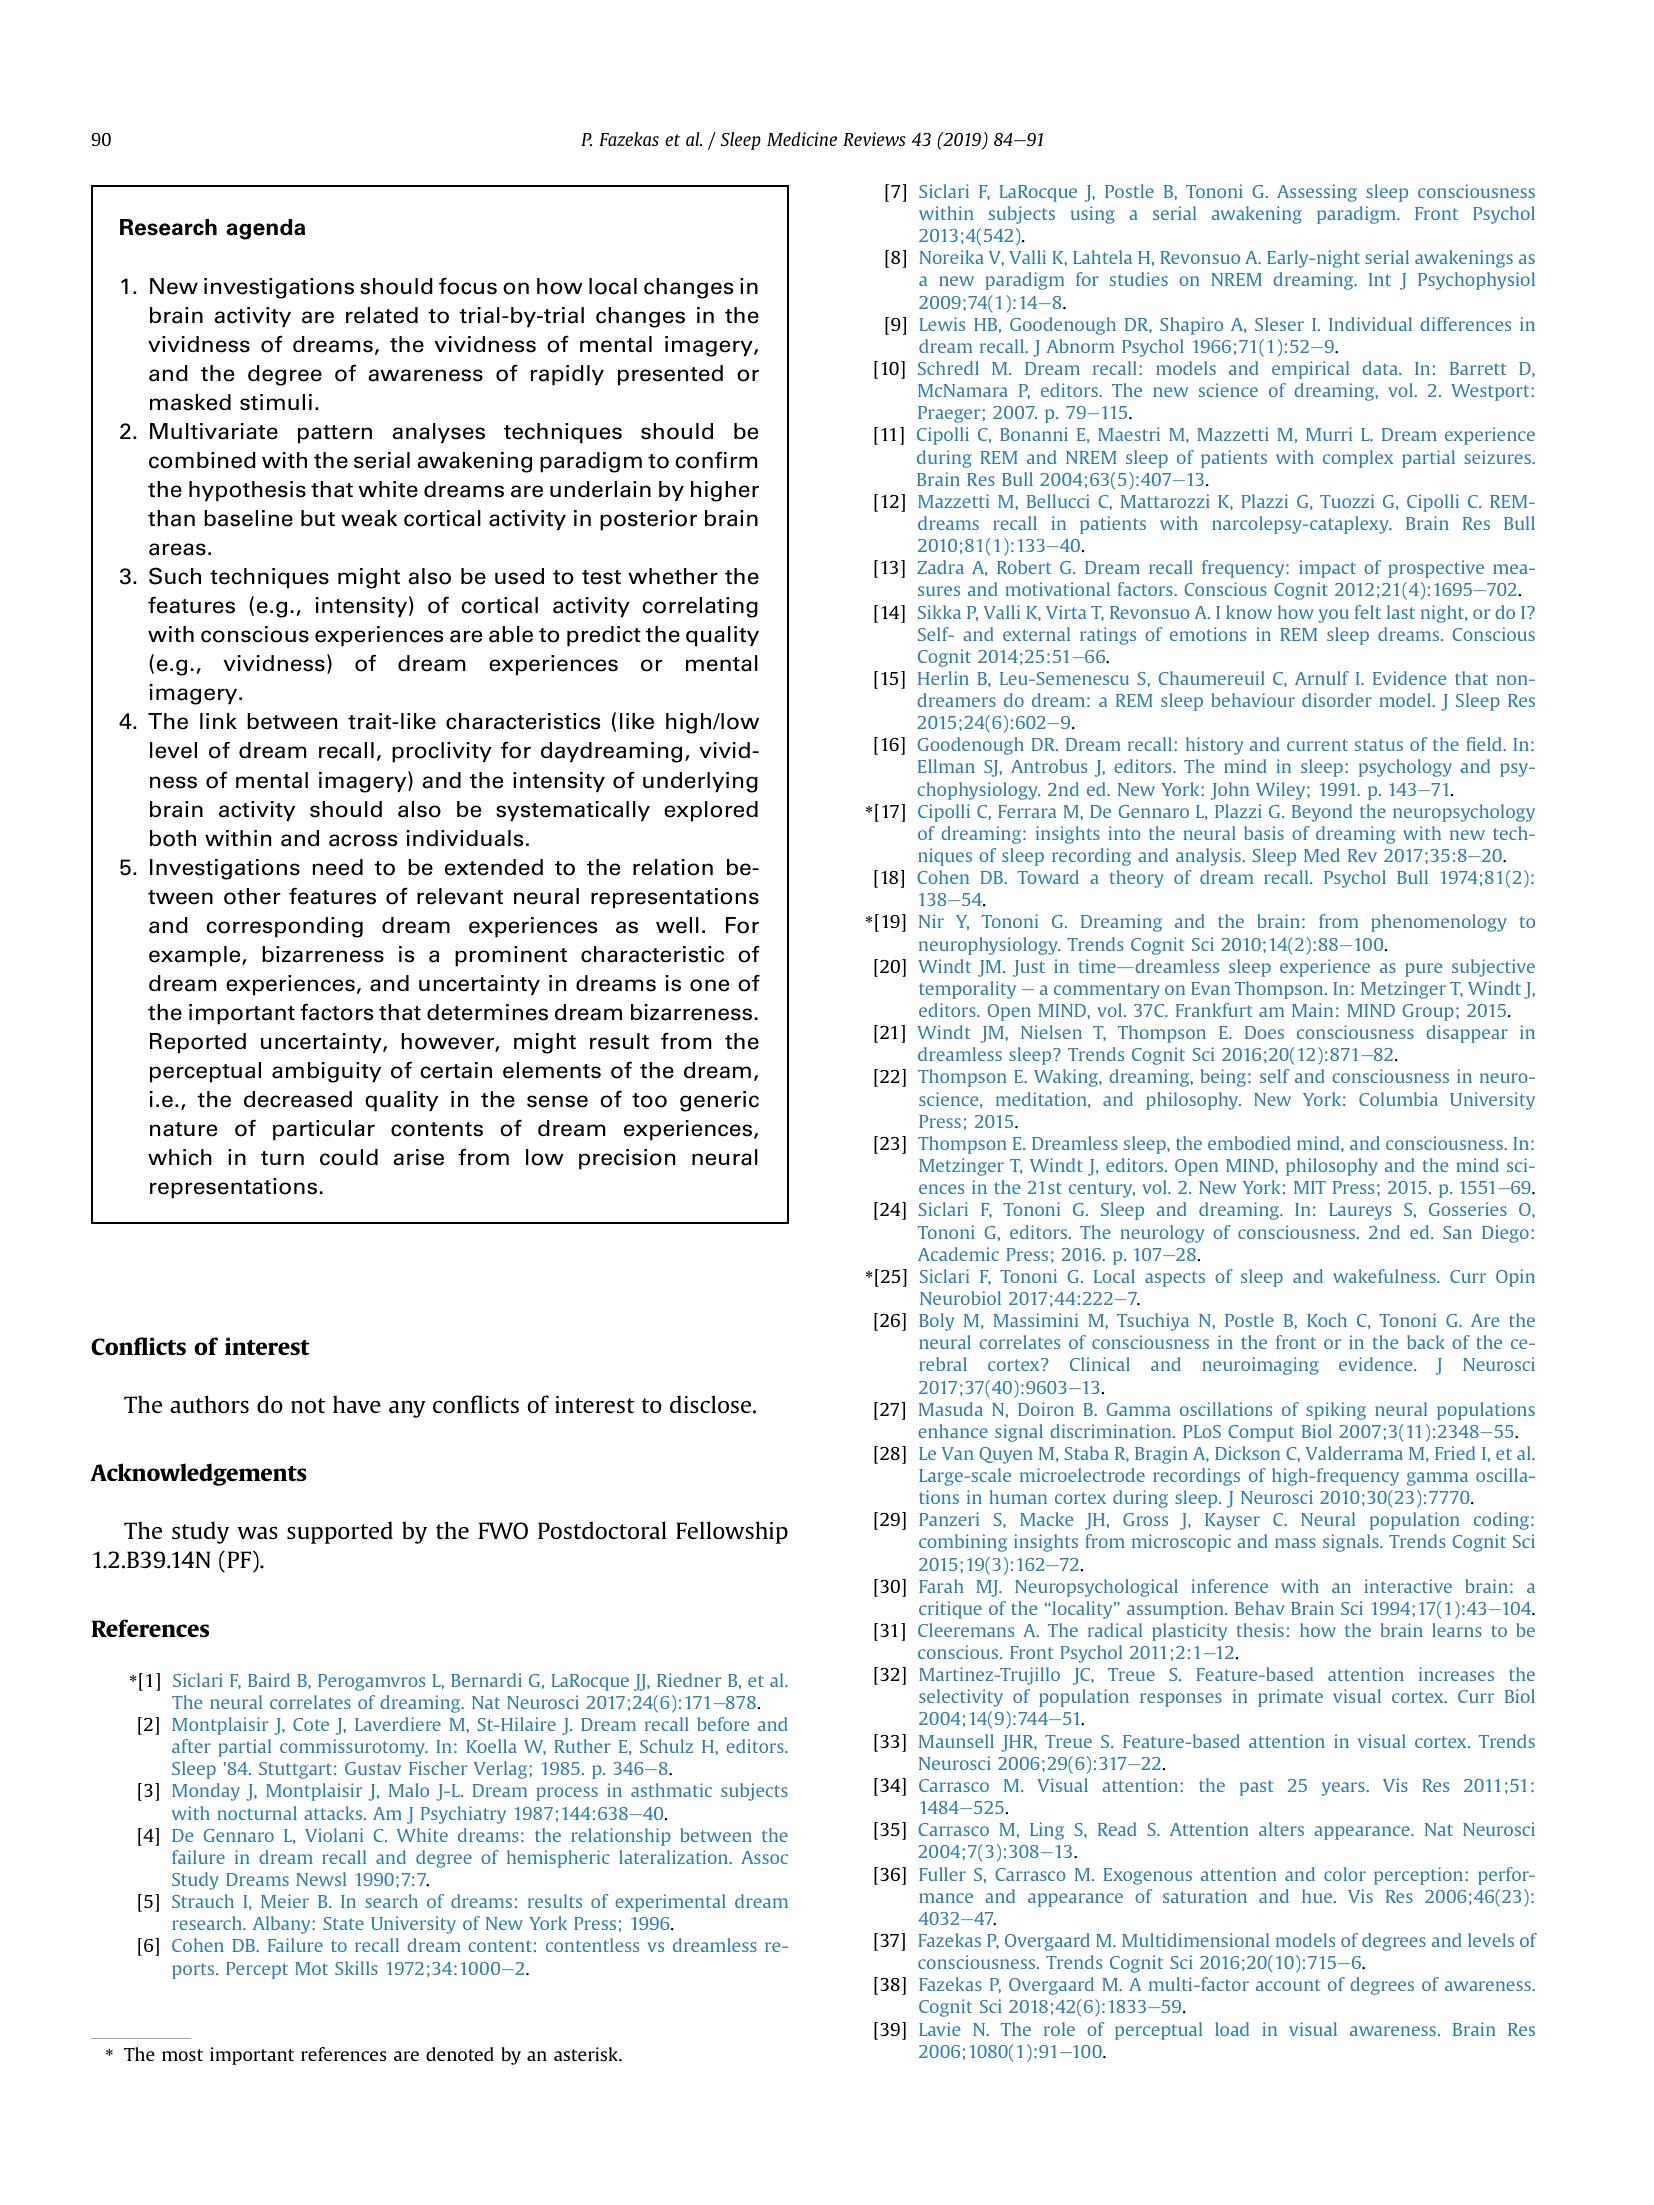 90
P. Fazekas et al. / Sleep Medicine Reviews 43 (2019) 84–91
Research agenda
1. New investigations should focus on how local changes in
brain activity are related to trial-by-trial changes in the
vividness of dreams, the vividness of mental imagery,
and the degree of awareness of rapidly presented or
masked stimuli.
2. Multivariate pattern analyses techniques should be
combined with the serial awakening paradigm to confirm
the hypothesis that white dreams are underlain by higher
than baseline but weak cortical activity in posterior brain
areas.
3. Such techniques might also be used to test whether the
features (e.g., intensity) of cortical activity correlating
with conscious experiences are able to predict the quality
(e.g., vividness) of dream experiences or mental
imagery.
4. The link between trait-like characteristics (like high/low
level of dream recall, proclivity for daydreaming, vivid-
ness of mental imagery) and the intensity of underlying
brain activity should also be systematically explored
both within and across individuals.
5. Investigations need to be extended to the relation be-
tween other features of relevant neural representations
and corresponding dream experiences as well. For
example, bizarreness is a prominent characteristic of
dream experiences, and uncertainty in dreams is one of
the important factors that determines dream bizarreness.
Reported uncertainty, however, might result from the
perceptual ambiguity of certain elements of the dream,
i.e., the decreased quality in the sense of too generic
nature of particular contents of dream experiences,
which in turn could arise from low precision neural
representations.
Conflicts of interest
The authors do not have any conflicts of interest to disclose.
Acknowledgements
The study was supported by the FWO Postdoctoral Fellowship
1.2.B39.14N (PF).
References
*[1] Siclari F, Baird B, Perogamvros L, Bernardi G, LaRocque JJ, Riedner B, et al.
The neural correlates of dreaming. Nat Neurosci 2017;24(6):171–878.
[2] Montplaisir J, Cote J, Laverdiere M, St-Hilaire J. Dream recall before and
after partial commissurotomy. In: Koella W, Ruther E, Schulz H, editors.
Sleep '84. Stuttgart: Gustav Fischer Verlag; 1985. p. 346–8.
[3] Monday J, Montplaisir J, Malo J-L. Dream process in asthmatic subjects
with nocturnal attacks. Am J Psychiatry 1987;144:638–40.
[4] De Gennaro L, Violani C. White dreams: the relationship between the
failure in dream recall and degree of hemispheric lateralization. Assoc
Study Dreams Newsl 1990;7:7.
[5] Strauch I, Meier B. In search of dreams: results of experimental dream
research. Albany: State University of New York Press; 1996.
[6] Cohen DB. Failure to recall dream content: contentless vs dreamless re-
ports. Percept Mot Skills 1972;34:1000–2.
* The most important references are denoted by an asterisk.
[7] Siclari F, LaRocque J, Postle B, Tononi G. Assessing sleep consciousness
within subjects using a serial awakening paradigm. Front Psychol
2013;4(542).
[8] Noreika V, Valli K, Lahtela H, Revonsuo A. Early-night serial awakenings as
a new paradigm for studies on NREM dreaming. Int J Psychophysiol
2009;74(1):14–8.
[9] Lewis HB, Goodenough DR, Shapiro A, Sleser I. Individual differences in
dream recall. J Abnorm Psychol 1966;71(1):52–9.
[10] Schredl M. Dream recall: models and empirical data. In: Barrett D,
McNamara P, editors. The new science of dreaming, vol. 2. Westport:
Praeger; 2007. p. 79–115.
[11] Cipolli C, Bonanni E, Maestri M, Mazzetti M, Murri L. Dream experience
during REM and NREM sleep of patients with complex partial seizures.
Brain Res Bull 2004;63(5):407–13.
[12] Mazzetti M, Bellucci C, Mattarozzi K, Plazzi G, Tuozzi G, Cipolli C. REM-
dreams recall in patients with narcolepsy-cataplexy. Brain Res Bull
2010;81(1):133–40.
[13] Zadra A, Robert G. Dream recall frequency: impact of prospective mea-
sures and motivational factors. Conscious Cognit 2012;21(4):1695–702.
[14] Sikka P, Valli K, Virta T, Revonsuo A. I know how you felt last night, or do I?
Self- and external ratings of emotions in REM sleep dreams. Conscious
Cognit 2014;25:51–66.
[15] Herlin B, Leu-Semenescu S, Chaumereuil C, Arnulf I. Evidence that non-
dreamers do dream: a REM sleep behaviour disorder model. J Sleep Res
2015;24(6):602–9.
[16] Goodenough DR. Dream recall: history and current status of the field. In:
Ellman SJ, Antrobus J, editors. The mind in sleep: psychology and psy-
chophysiology. 2nd ed. New York: John Wiley; 1991. p. 143–71.
*[17] Cipolli C, Ferrara M, De Gennaro L, Plazzi G. Beyond the neuropsychology
of dreaming: insights into the neural basis of dreaming with new tech-
niques of sleep recording and analysis. Sleep Med Rev 2017;35:8–20.
[18] Cohen DB. Toward a theory of dream recall. Psychol Bull 1974;81(2):
138–54.
*[19] Nir Y, Tononi G. Dreaming and the brain: from phenomenology to
neurophysiology. Trends Cognit Sci 2010;14(2):88–100.
[20] Windt JM. Just in time—dreamless sleep experience as pure subjective
temporality – a commentary on Evan Thompson. In: Metzinger T, Windt J,
editors. Open MIND, vol. 37C. Frankfurt am Main: MIND Group; 2015.
[21] Windt JM, Nielsen T, Thompson E. Does consciousness disappear in
dreamless sleep? Trends Cognit Sci 2016;20(12):871–82.
[22] Thompson E. Waking, dreaming, being: self and consciousness in neuro-
science, meditation, and philosophy. New York: Columbia University
Press; 2015.
[23] Thompson E. Dreamless sleep, the embodied mind, and consciousness. In:
Metzinger T, Windt J, editors. Open MIND, philosophy and the mind sci-
ences in the 21st century, vol. 2. New York: MIT Press; 2015. p. 1551–69.
[24] Siclari F, Tononi G. Sleep and dreaming. In: Laureys S, Gosseries O,
Tononi G, editors. The neurology of consciousness. 2nd ed. San Diego:
Academic Press; 2016. p. 107–28.
*[25] Siclari F, Tononi G. Local aspects of sleep and wakefulness. Curr Opin
Neurobiol 2017;44:222–7.
[26] Boly M, Massimini M, Tsuchiya N, Postle B, Koch C, Tononi G. Are the
neural correlates of consciousness in the front or in the back of the ce-
rebral cortex? Clinical and neuroimaging evidence. J Neurosci
2017;37(40):9603–13.
[27] Masuda N, Doiron B. Gamma oscillations of spiking neural populations
enhance signal discrimination. PLoS Comput Biol 2007;3(11):2348–55.
[28] Le Van Quyen M, Staba R, Bragin A, Dickson C, Valderrama M, Fried I, et al.
Large-scale microelectrode recordings of high-frequency gamma oscilla-
tions in human cortex during sleep. J Neurosci 2010;30(23):7770.
[29] Panzeri S, Macke JH, Gross J, Kayser C. Neural population coding:
combining insights from microscopic and mass signals. Trends Cognit Sci
2015;19(3):162–72.
[30] Farah MJ. Neuropsychological inference with an interactive brain: a
critique of the “locality” assumption. Behav Brain Sci 1994;17(1):43–104.
[31] Cleeremans A. The radical plasticity thesis: how the brain learns to be
conscious. Front Psychol 2011;2:1–12.
[32] Martinez-Trujillo JC, Treue S. Feature-based attention increases the
selectivity of population responses in primate visual cortex. Curr Biol
2004;14(9):744–51.
[33] Maunsell JHR, Treue S. Feature-based attention in visual cortex. Trends
Neurosci 2006;29(6):317–22.
[34] Carrasco M. Visual attention: the past 25 years. Vis Res 2011;51:
1484–525.
[35] Carrasco M, Ling S, Read S. Attention alters appearance. Nat Neurosci
2004;7(3):308–13.
[36] Fuller S, Carrasco M. Exogenous attention and color perception: perfor-
mance and appearance of saturation and hue. Vis Res 2006;46(23):
4032–47.
[37] Fazekas P, Overgaard M. Multidimensional models of degrees and levels of
consciousness. Trends Cognit Sci 2016;20(10):715–6.
[38] Fazekas P, Overgaard M. A multi-factor account of degrees of awareness.
Cognit Sci 2018;42(6):1833–59.
[39] Lavie N. The role of perceptual load in visual awareness. Brain Res
2006;1080(1):91–100.